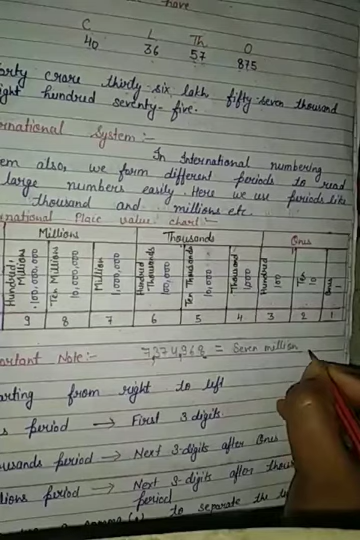 have
C L Th O
40 36 57 875
orty crore thirty-six lakh, fifty-seven thousand
ight hundred seventy-five.
ernational System:-
In International numbering
em also, we form different periods to read
large numbers easily. Here we use periods like
thousand and millions etc.
national Place value chart:-
Millions Thousands Ones
Hundred Millions 100,000,000 Ten Millions 10,000,000 Million 1,000,000 Hundred Thousands 100,000 Ten Thousands 10,000 Thousand 1000 Hundred 100 Ten 10 Ones 1
9 8 7 6 5 4 3 2 1
ortant Note:- 7,374,968 = Seven million
arting from right to left
s period → First 3 digits
usands period → Next 3-digits after Ones
lions period → Next 3-digits after thou
period
to separate the